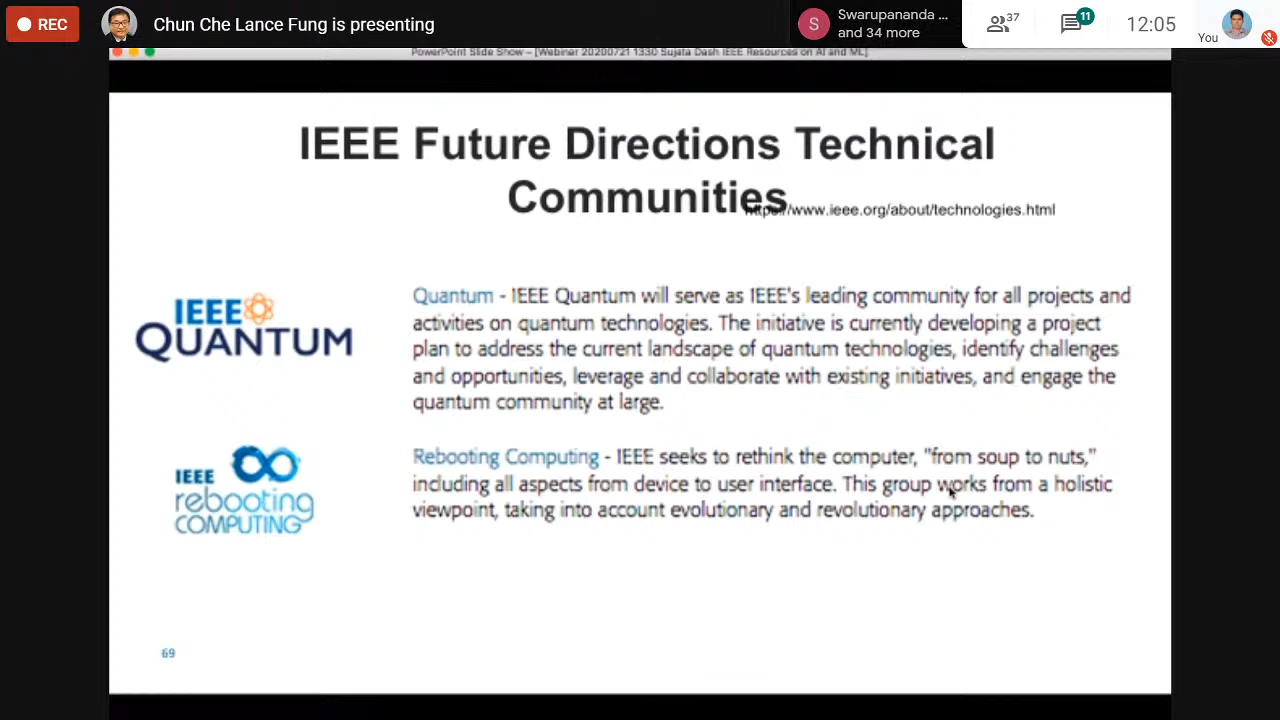 REC
Chun Che Lance Fung is presenting
S
Swarupananda ...
and 34 more
37
11
12:05
You
PowerPoint Slide Show – [Webinar 20200721 1330 Sujata Dash IEEE Resources on AI and ML]
IEEE Future Directions Technical
Communities
https://www.ieee.org/about/technologies.html
IEEE
QUANTUM
Quantum - IEEE Quantum will serve as IEEE's leading community for all projects and
activities on quantum technologies. The initiative is currently developing a project
plan to address the current landscape of quantum technologies, identify challenges
and opportunities, leverage and collaborate with existing initiatives, and engage the
quantum community at large.
IEEE
rebooting
COMPUTING
Rebooting Computing - IEEE seeks to rethink the computer, "from soup to nuts,"
including all aspects from device to user interface. This group works from a holistic
viewpoint, taking into account evolutionary and revolutionary approaches.
69